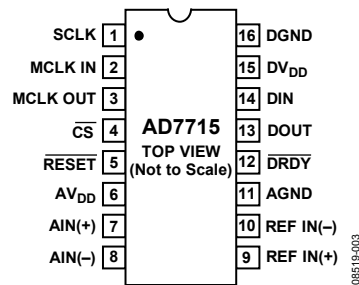 SCLK 1 16 DGND
MCLK IN 2 15 DVDD
MCLK OUT 3 14 DIN
CS 4 13 DOUT
AD7715
TOP VIEW
(Not to Scale)
RESET 5 12 DRDY
AVDD 6 11 AGND
AIN(+) 7 10 REF IN(–)
AIN(–) 8 9 REF IN(+)
08519-003